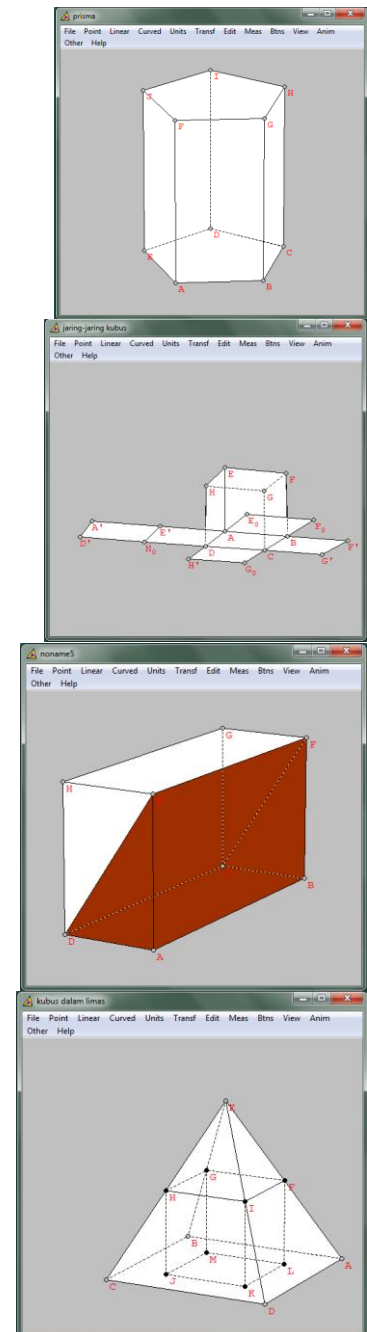 prisma
File Point Linear Curved Units Transf Edit Meas Btns View Anim
Other Help
I
J H
F G
D
K C
A B
jaring-jaring kubus
File Point Linear Curved Units Transf Edit Meas Btns View Anim
Other Help
E F
H G
A' E' E0 F0
D' H0 D A C B F'
H' G0 G'
noname5
File Point Linear Curved Units Transf Edit Meas Btns View Anim
Other Help
G F
H
D B
A
kubus dalam limas
File Point Linear Curved Units Transf Edit Meas Btns View Anim
Other Help
E
G F
H I
B M L A
J K
C D